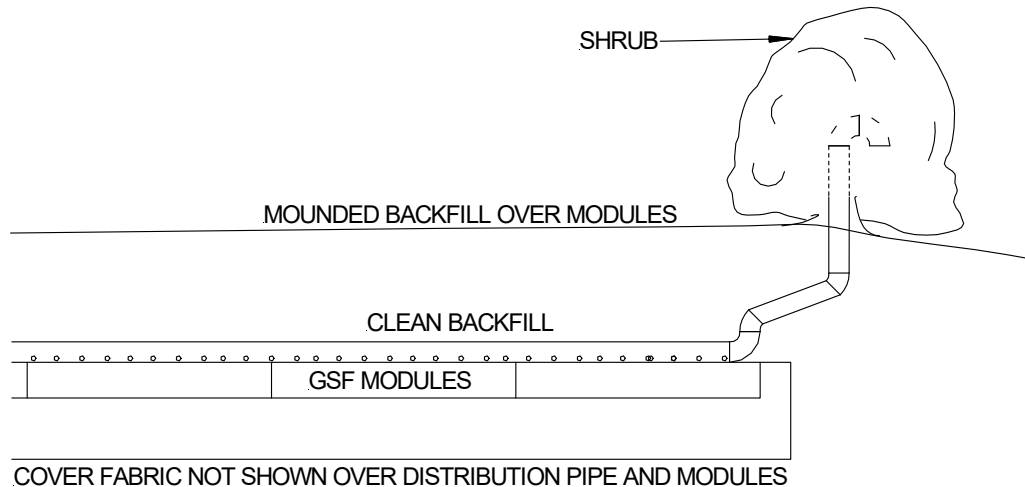 SHRUB
MOUNDED BACKFILL OVER MODULES
CLEAN BACKFILL
GSF MODULES
COVER FABRIC NOT SHOWN OVER DISTRIBUTION PIPE AND MODULES